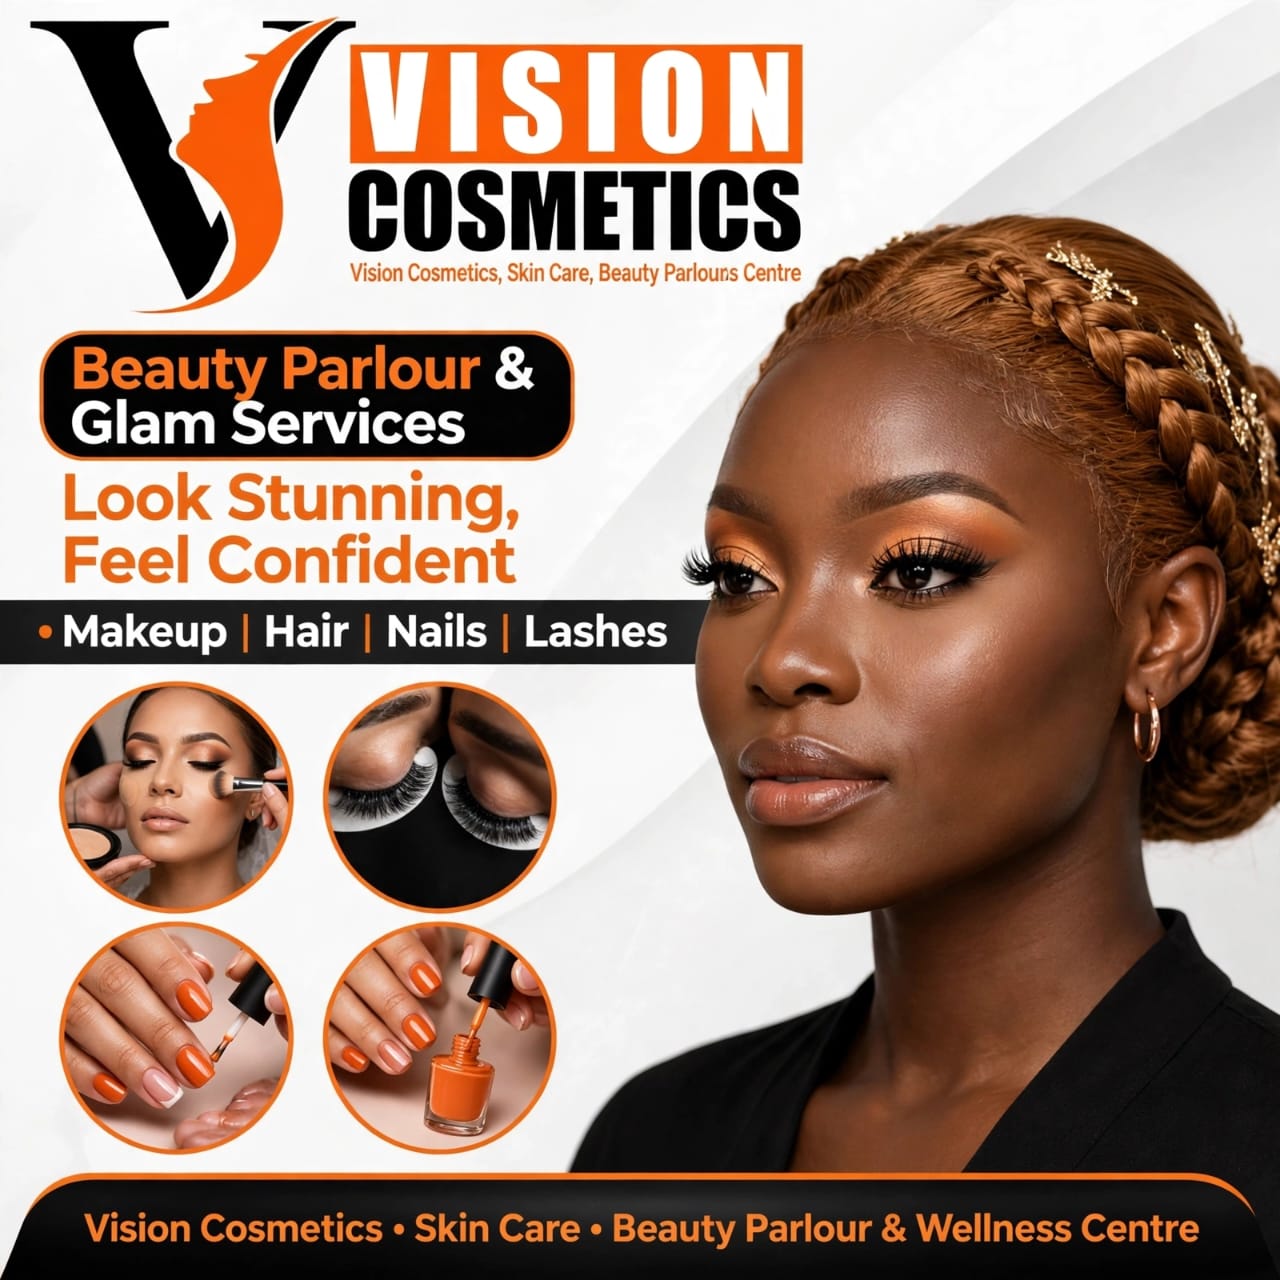 V
VISION
COSMETICS
Vision Cosmetics, Skin Care, Beauty Parlours Centre
Beauty Parlour &
Glam Services
Look Stunning,
Feel Confident
• Makeup | Hair | Nails | Lashes
Vision Cosmetics • Skin Care • Beauty Parlour & Wellness Centre